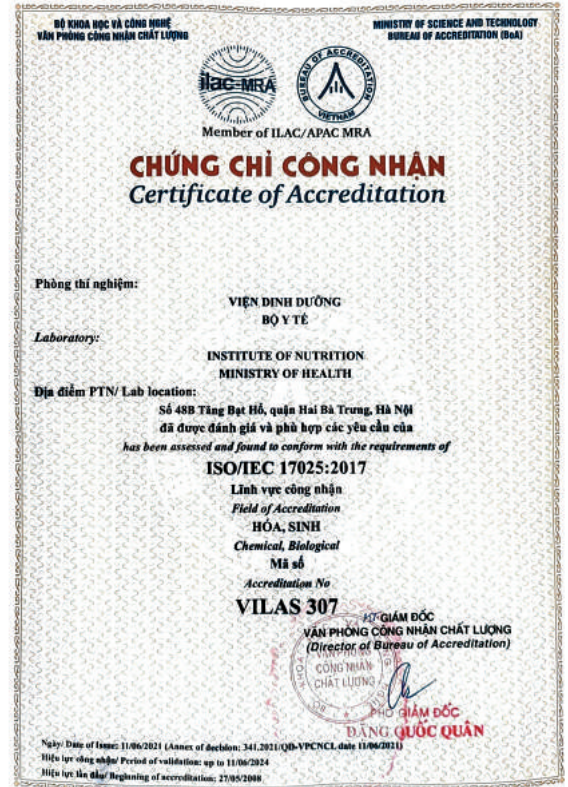 BỘ KHOA HỌC VÀ CÔNG NGHỆ
VĂN PHÒNG CÔNG NHẬN CHẤT LƯỢNG
MINISTRY OF SCIENCE AND TECHNOLOGY
BUREAU OF ACCREDITATION (BoA)
ilac-MRA
BUREAU OF ACCREDITATION
VIETNAM
Member of ILAC/APAC MRA
CHỨNG CHỈ CÔNG NHẬN
Certificate of Accreditation
Phòng thí nghiệm:
VIỆN DINH DƯỠNG
BỘ Y TẾ
Laboratory:
INSTITUTE OF NUTRITION
MINISTRY OF HEALTH
Địa điểm PTN/ Lab location:
Số 48B Tăng Bạt Hổ, quận Hai Bà Trưng, Hà Nội
đã được đánh giá và phù hợp các yêu cầu của
has been assessed and found to conform with the requirements of
ISO/IEC 17025:2017
Lĩnh vực công nhận
Field of Accreditation
HÓA, SINH
Chemical, Biological
Mã số
Accreditation No
VILAS 307
KT GIÁM ĐỐC
VĂN PHÒNG CÔNG NHẬN CHẤT LƯỢNG
(Director of Bureau of Accreditation)
VĂN PHÒNG
CÔNG NHẬN
CHẤT LƯỢNG
PHÓ GIÁM ĐỐC
ĐẶNG QUỐC QUÂN
Ngày/ Date of Issue: 11/06/2021 (Annex of decision: 341.2021/QĐ-VPCNCL date 11/06/2021)
Hiệu lực công nhận/ Period of validation: up to 11/06/2024
Hiệu lực lần đầu/ Beginning of accreditation: 27/05/2008